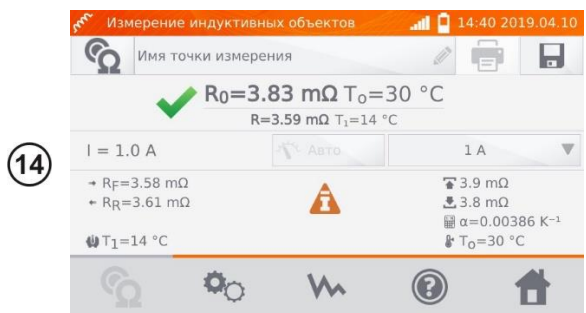 Измерение индуктивных объектов 14:40 2019.04.10
Имя точки измерения
R0=3.83 mΩ To=30 °C
R=3.59 mΩ T1=14 °C
14
I = 1.0 A Авто 1 A
RF=3.58 mΩ 3.9 mΩ
RR=3.61 mΩ 3.8 mΩ
α=0.00386 K⁻¹
T1=14 °C To=30 °C